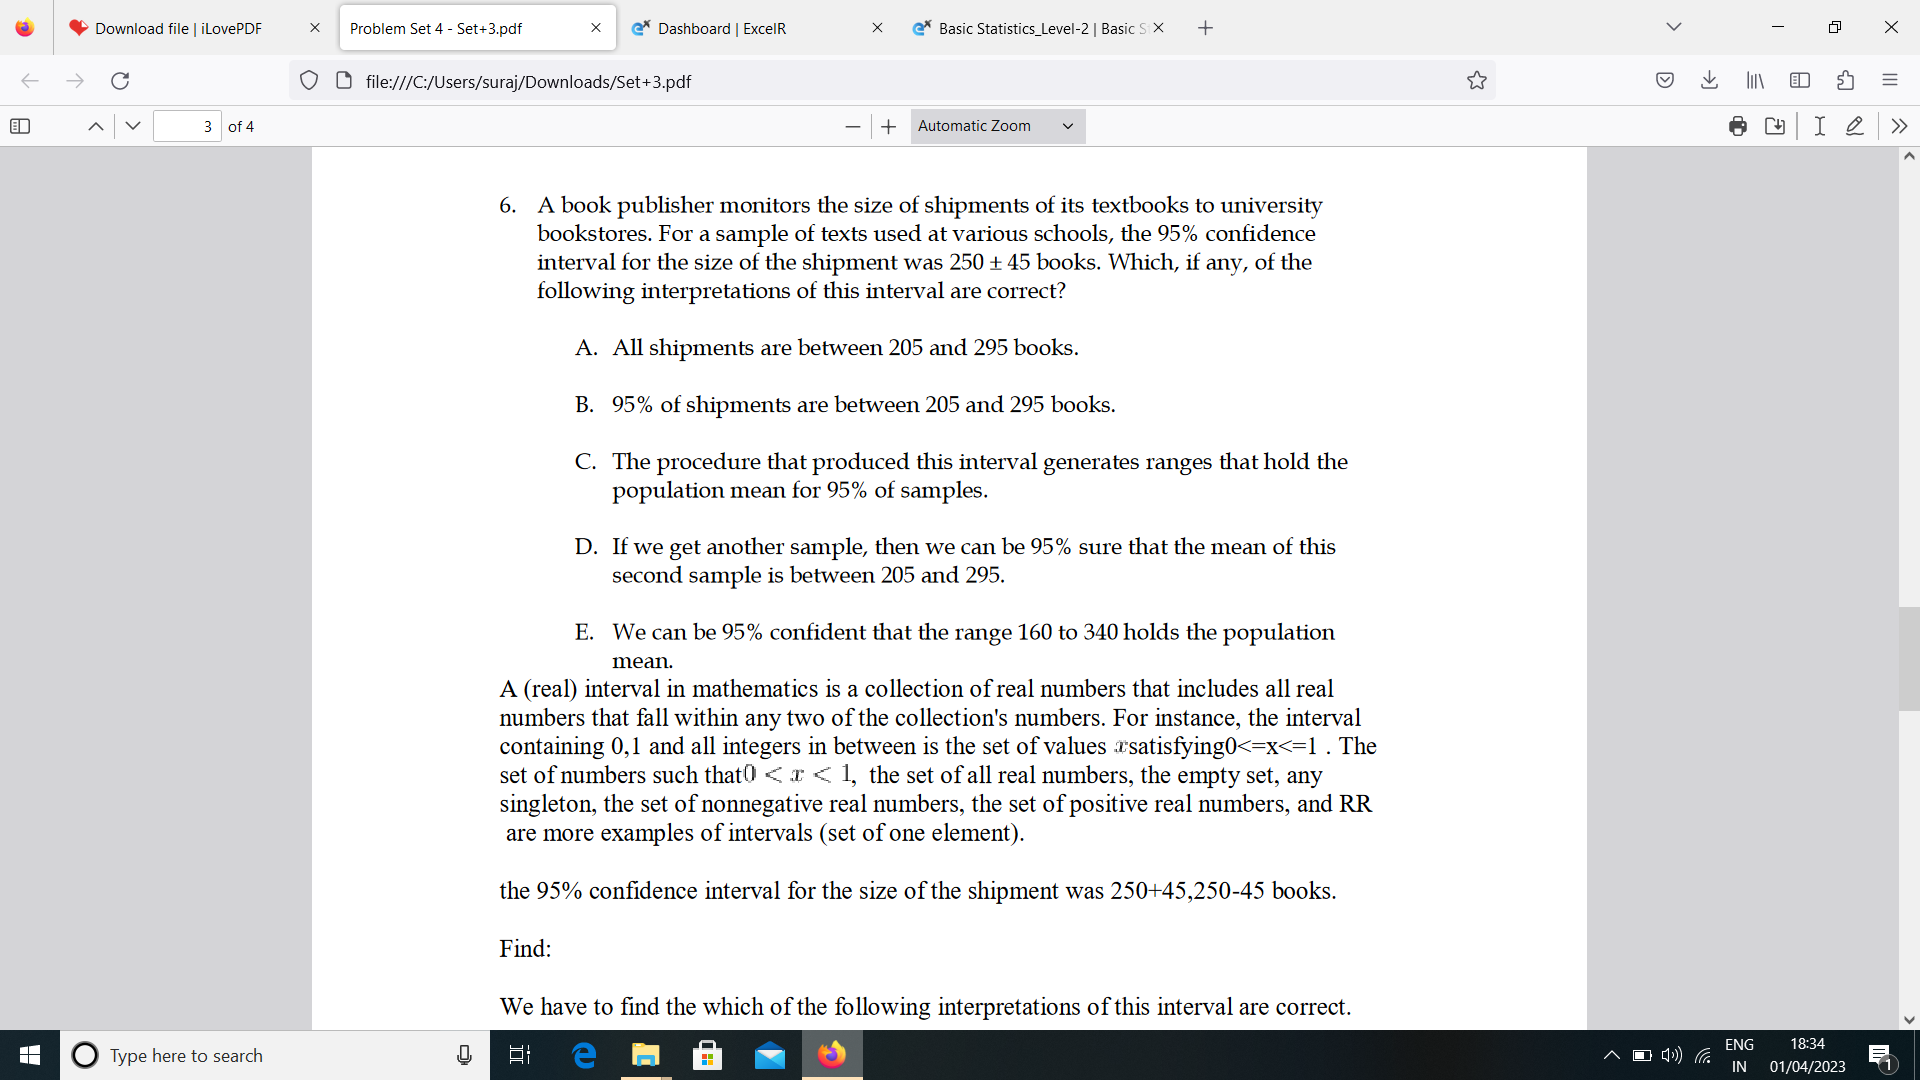 Download file | iLovePDF
Problem Set 4 - Set+3.pdf
Dashboard | ExcelR
Basic Statistics_Level-2 | Basic S
file:///C:/Users/suraj/Downloads/Set+3.pdf
3 of 4
Automatic Zoom
6. A book publisher monitors the size of shipments of its textbooks to university
bookstores. For a sample of texts used at various schools, the 95% confidence
interval for the size of the shipment was 250 ± 45 books. Which, if any, of the
following interpretations of this interval are correct?
A. All shipments are between 205 and 295 books.
B. 95% of shipments are between 205 and 295 books.
C. The procedure that produced this interval generates ranges that hold the
population mean for 95% of samples.
D. If we get another sample, then we can be 95% sure that the mean of this
second sample is between 205 and 295.
E. We can be 95% confident that the range 160 to 340 holds the population
mean.
A (real) interval in mathematics is a collection of real numbers that includes all real
numbers that fall within any two of the collection's numbers. For instance, the interval
containing 0,1 and all integers in between is the set of values x satisfying0<=x<=1 . The
set of numbers such that0 < x < 1, the set of all real numbers, the empty set, any
singleton, the set of nonnegative real numbers, the set of positive real numbers, and RR
are more examples of intervals (set of one element).
the 95% confidence interval for the size of the shipment was 250+45,250-45 books.
Find:
We have to find the which of the following interpretations of this interval are correct.
Type here to search
ENG
IN
18:34
01/04/2023
1